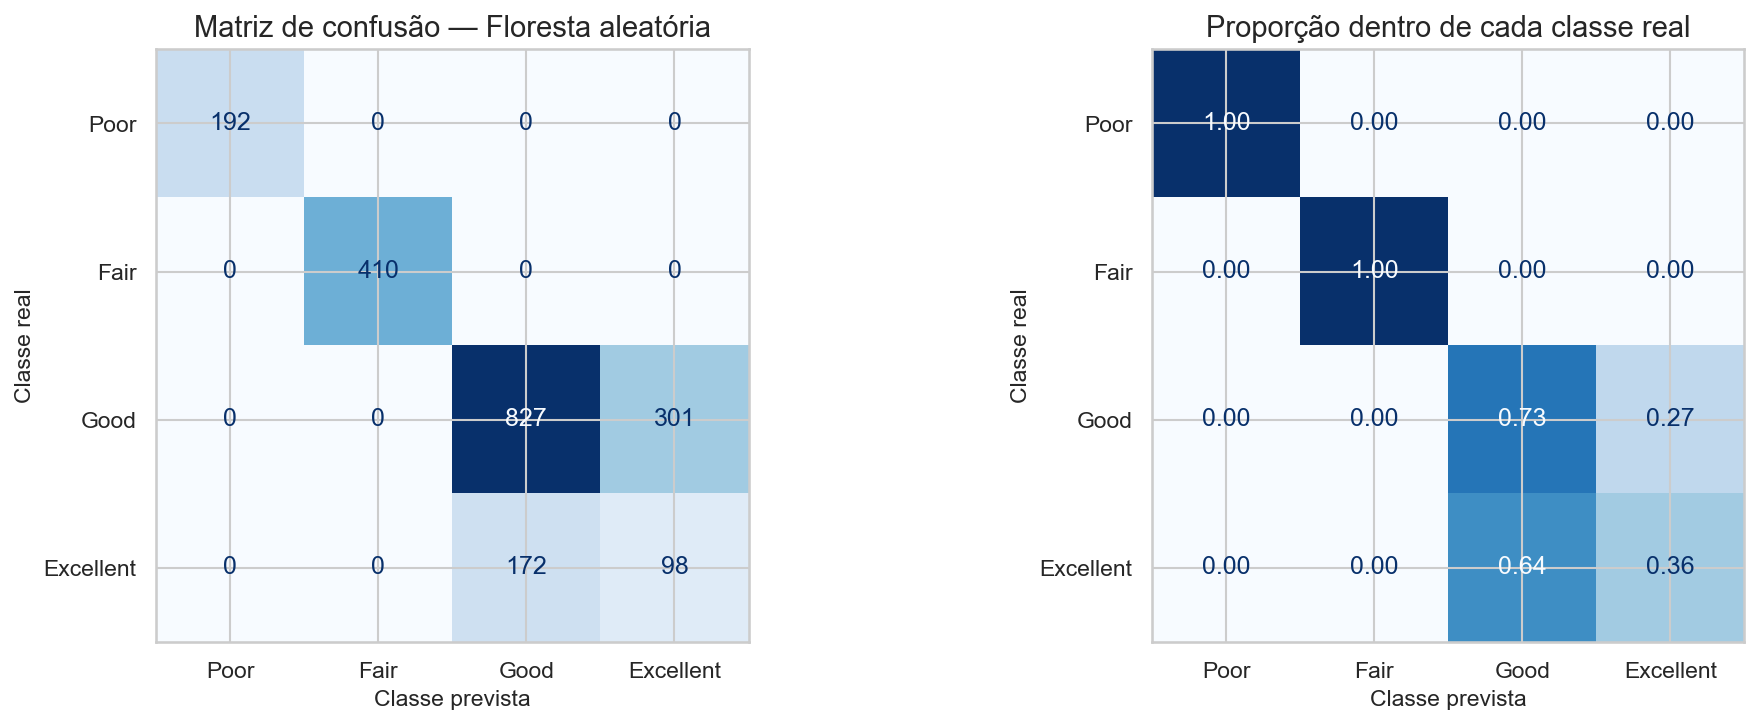 Matriz de confusão — Floresta aleatória
Poor 192 0 0 0
Fair 0 410 0 0
Good 0 0 827 301
Excellent 0 0 172 98
Poor Fair Good Excellent
Classe prevista
Classe real
Proporção dentro de cada classe real
Poor 1.00 0.00 0.00 0.00
Fair 0.00 1.00 0.00 0.00
Good 0.00 0.00 0.73 0.27
Excellent 0.00 0.00 0.64 0.36
Poor Fair Good Excellent
Classe prevista
Classe real